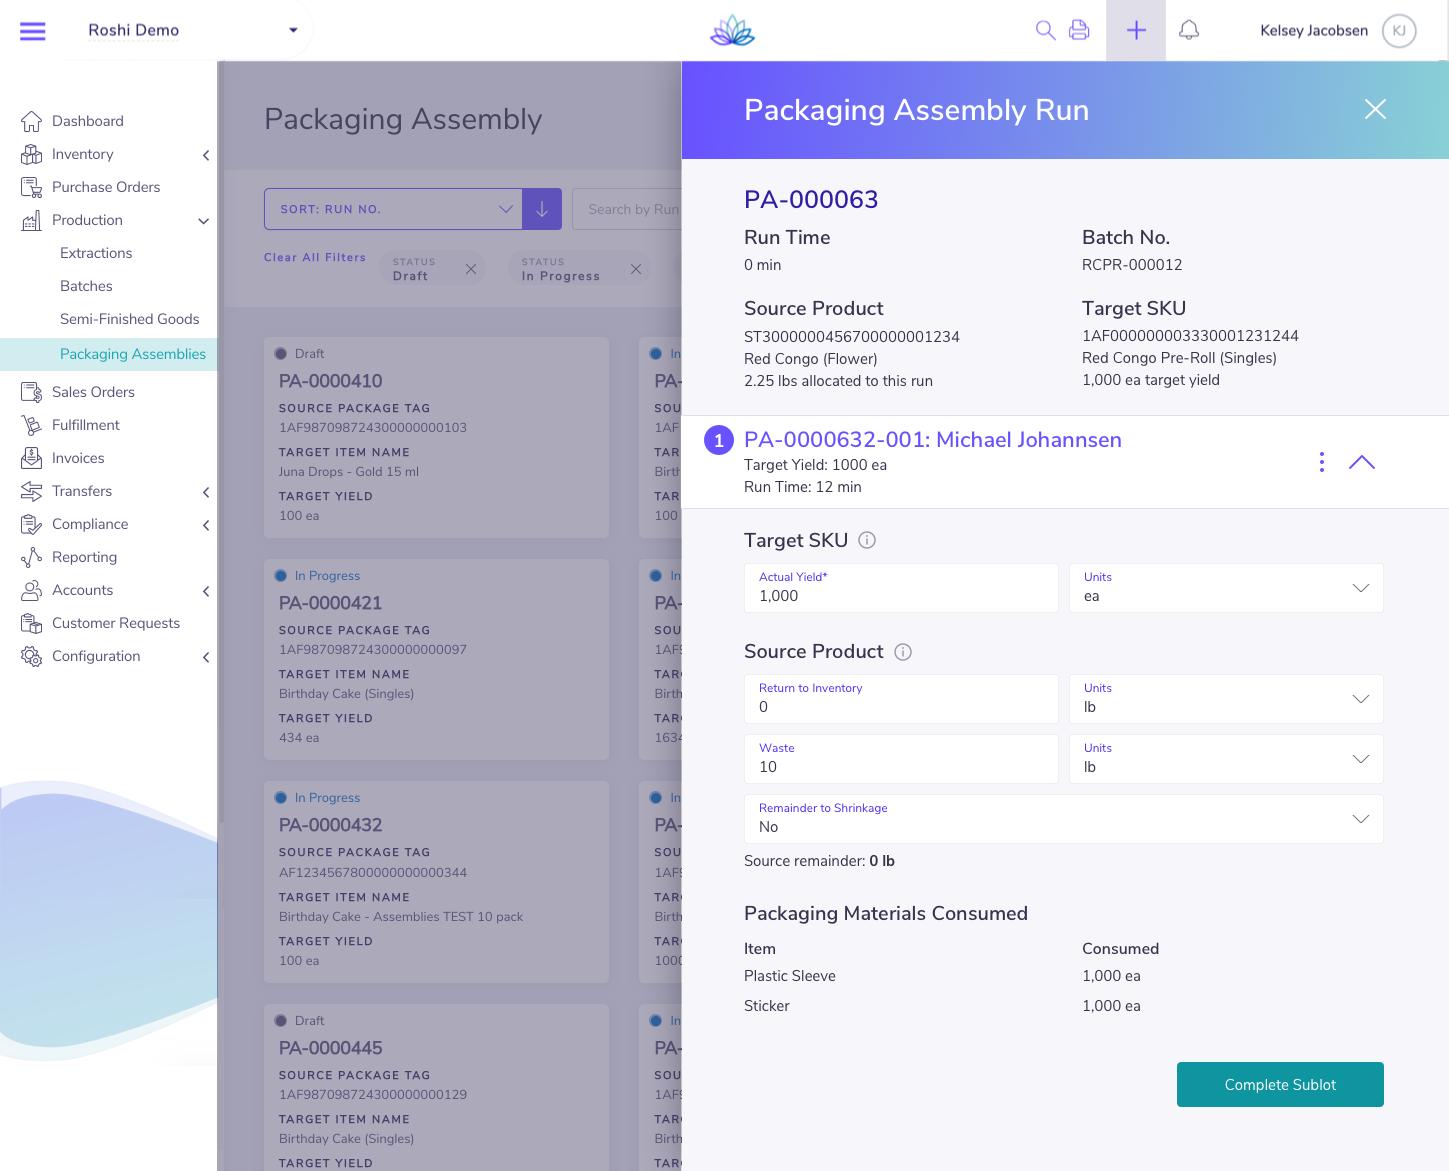 Roshi Demo
Kelsey Jacobsen
KJ
Dashboard
Inventory
Purchase Orders
Production
Extractions
Batches
Semi-Finished Goods
Packaging Assemblies
Sales Orders
Fulfillment
Invoices
Transfers
Compliance
Reporting
Accounts
Customer Requests
Configuration
Packaging Assembly
SORT: RUN NO.
Search by Run
Clear All Filters
STATUS
Draft
STATUS
In Progress
Draft
PA-0000410
SOURCE PACKAGE TAG
1AF987098724300000000103
TARGET ITEM NAME
Juna Drops - Gold 15 ml
TARGET YIELD
100 ea
In Progress
PA-0000421
SOURCE PACKAGE TAG
1AF987098724300000000097
TARGET ITEM NAME
Birthday Cake (Singles)
TARGET YIELD
434 ea
In Progress
PA-0000432
SOURCE PACKAGE TAG
AF1234567800000000000344
TARGET ITEM NAME
Birthday Cake - Assemblies TEST 10 pack
TARGET YIELD
100 ea
Draft
PA-0000445
SOURCE PACKAGE TAG
1AF987098724300000000129
TARGET ITEM NAME
Birthday Cake (Singles)
TARGET YIELD
In
PA-
SOU
1AF
TAR
Birth
TAR
100
In
PA-
SOU
1AF9
TAR
Birth
TAR
1634
In
PA-
SOU
1AF9
TAR
Birth
TAR
1000
In
PA-
SOU
1AF9
TAR
Birth
TAR
Packaging Assembly Run
PA-000063
Run Time
0 min
Batch No.
RCPR-000012
Source Product
ST3000000456700000001234
Red Congo (Flower)
2.25 lbs allocated to this run
Target SKU
1AF000000003330001231244
Red Congo Pre-Roll (Singles)
1,000 ea target yield
1
PA-0000632-001: Michael Johannsen
Target Yield: 1000 ea
Run Time: 12 min
Target SKU
Actual Yield*
1,000
Units
ea
Source Product
Return to Inventory
0
Units
lb
Waste
10
Units
lb
Remainder to Shrinkage
No
Source remainder: 0 lb
Packaging Materials Consumed
Item
Consumed
Plastic Sleeve
1,000 ea
Sticker
1,000 ea
Complete Sublot